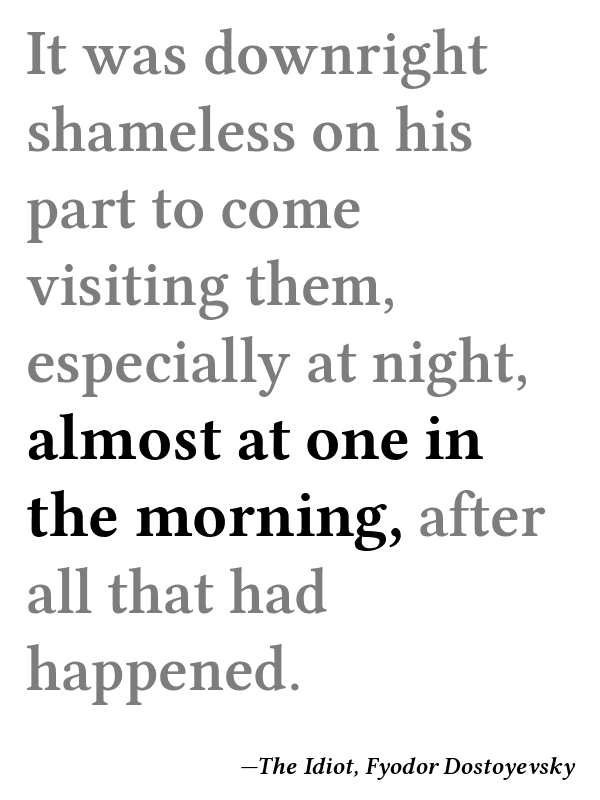 It was downright
shameless on his
part to come
visiting them,
especially at night,
almost at one in
the morning, after
all that had
happened.
—The Idiot, Fyodor Dostoyevsky